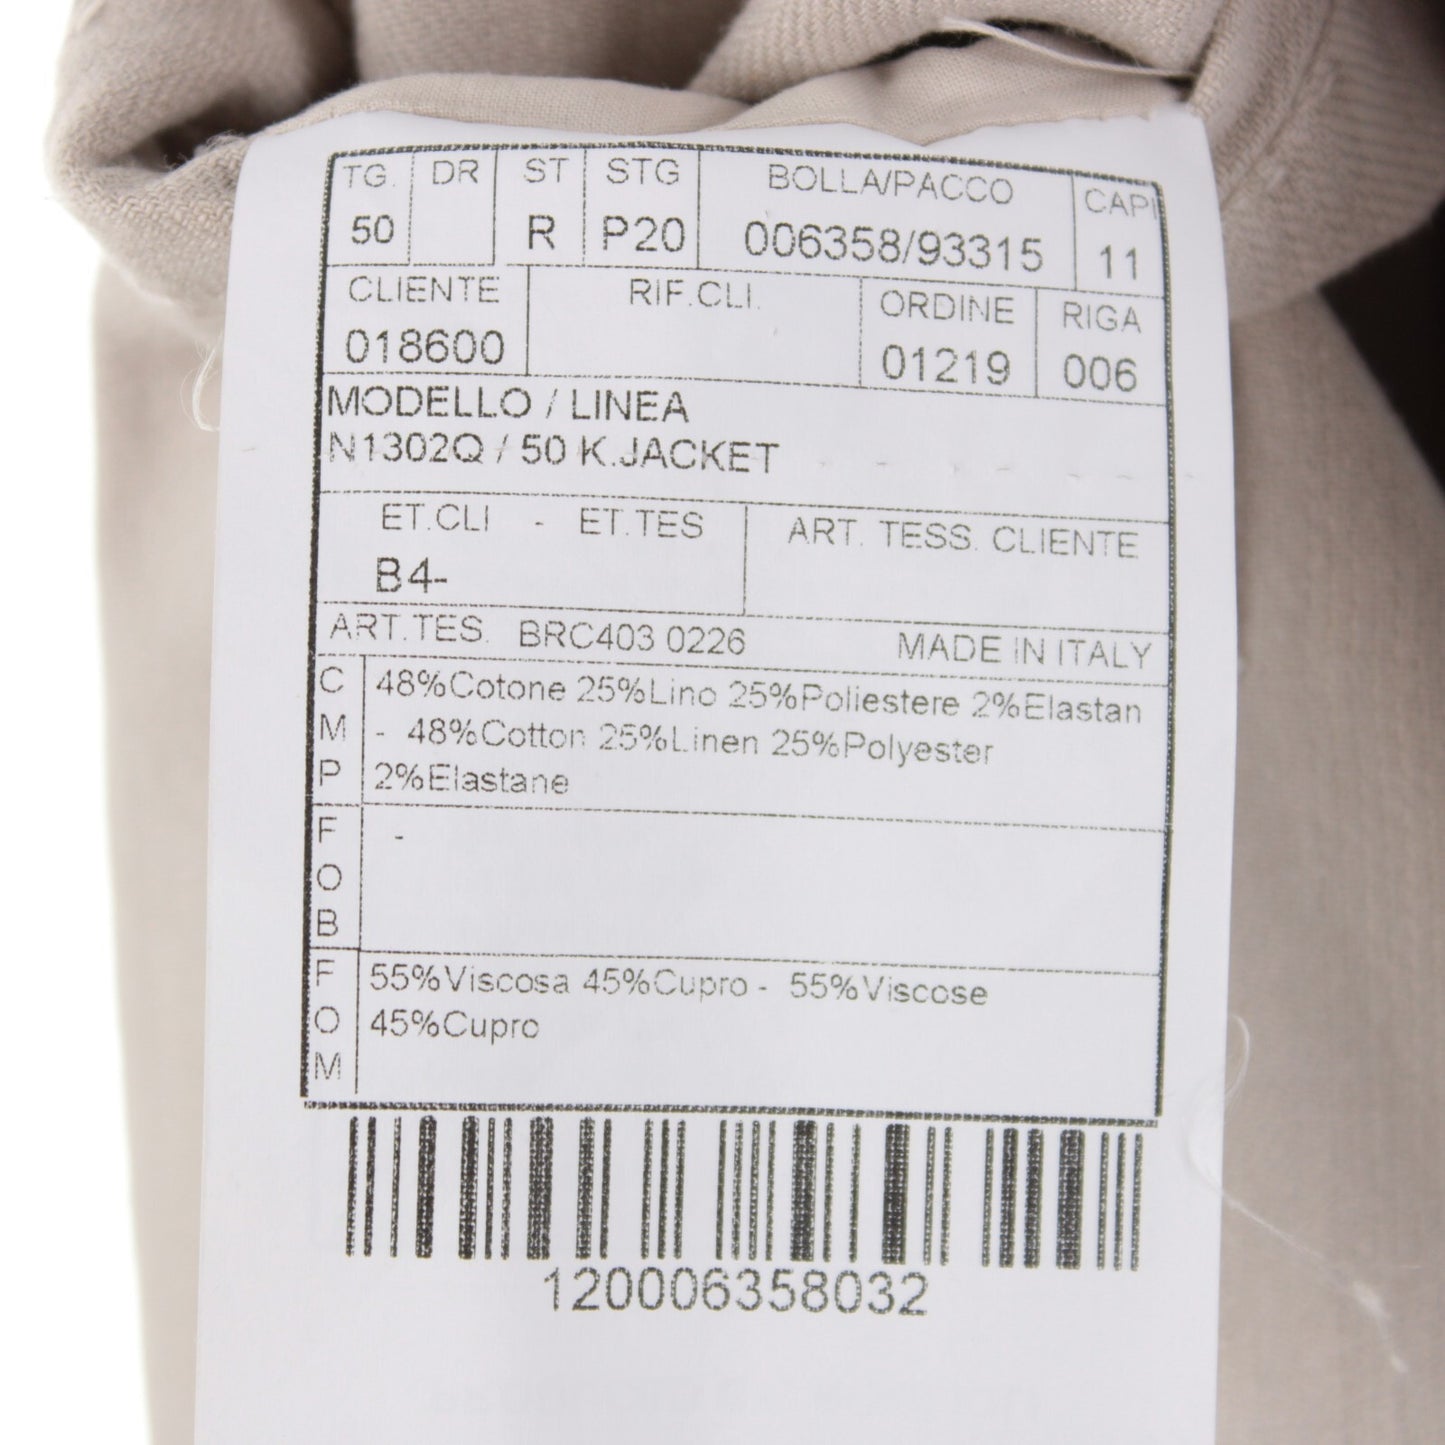 TG. DR ST STG BOLLA/PACCO CAPI
50 R P20 006358/93315 11
CLIENTE RIF.CLI. ORDINE RIGA
018600 01219 006
MODELLO / LINEA
N1302Q / 50 K.JACKET
ET.CLI - ET.TES ART. TESS. CLIENTE
B4-
ART.TES. BRC403 0226 MADE IN ITALY
CMP 48%Cotone 25%Lino 25%Poliestere 2%Elastan
- 48%Cotton 25%Linen 25%Polyester
2%Elastane
FOB -
FOM 55%Viscosa 45%Cupro - 55%Viscose
45%Cupro
120006358032